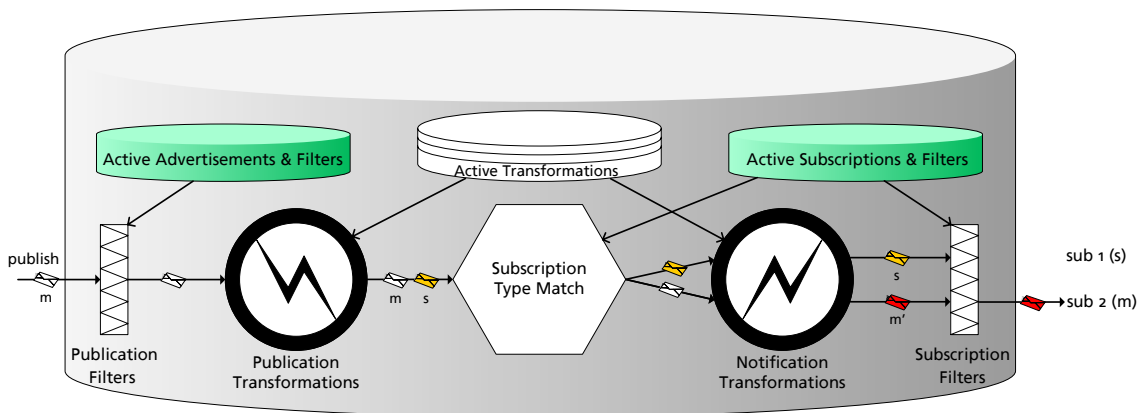 Active Advertisements & Filters
Active Transformations
Active Subscriptions & Filters
publish
m
m
s
Subscription
Type Match
s
m'
sub 1 (s)
sub 2 (m)
Publication
Filters
Publication
Transformations
Notification
Transformations
Subscription
Filters